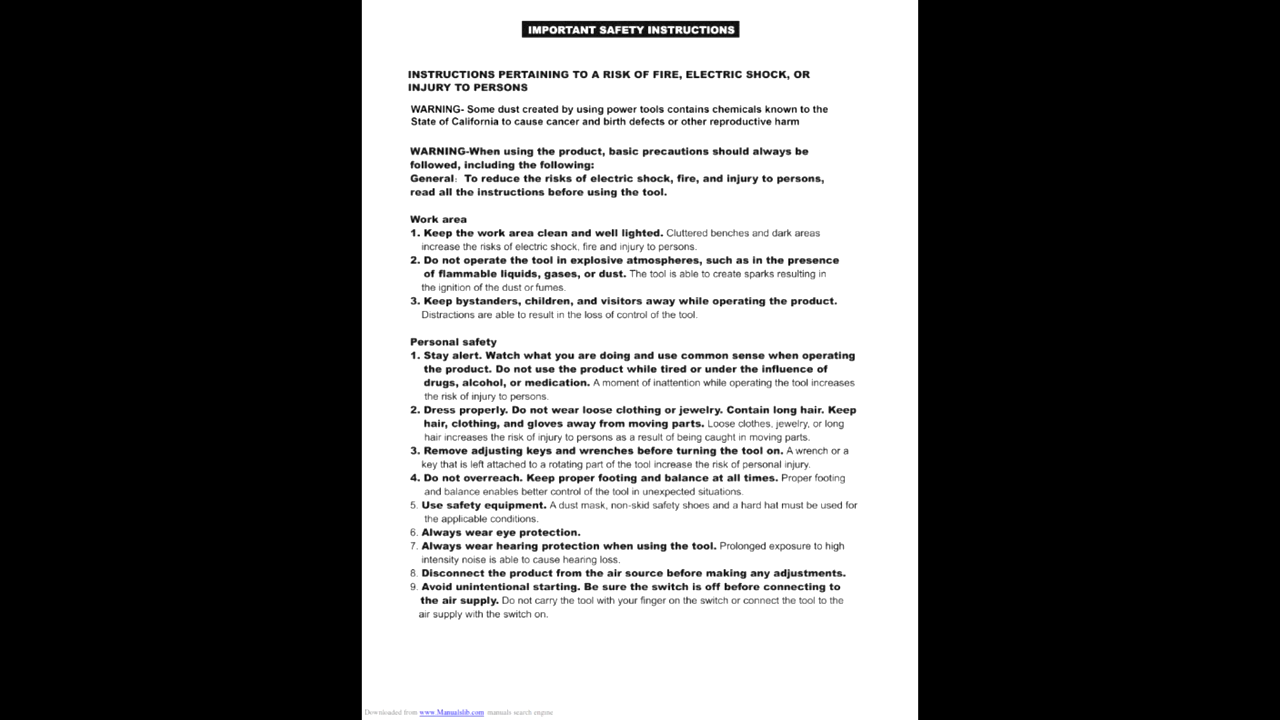 IMPORTANT SAFETY INSTRUCTIONS
INSTRUCTIONS PERTAINING TO A RISK OF FIRE, ELECTRIC SHOCK, OR
INJURY TO PERSONS
WARNING- Some dust created by using power tools contains chemicals known to the
State of California to cause cancer and birth defects or other reproductive harm
WARNING-When using the product, basic precautions should always be
followed, including the following:
General: To reduce the risks of electric shock, fire, and injury to persons,
read all the instructions before using the tool.
Work area
1. Keep the work area clean and well lighted. Cluttered benches and dark areas
increase the risks of electric shock, fire and injury to persons.
2. Do not operate the tool in explosive atmospheres, such as in the presence
of flammable liquids, gases, or dust. The tool is able to create sparks resulting in
the ignition of the dust or fumes.
3. Keep bystanders, children, and visitors away while operating the product.
Distractions are able to result in the loss of control of the tool.
Personal safety
1. Stay alert. Watch what you are doing and use common sense when operating
the product. Do not use the product while tired or under the influence of
drugs, alcohol, or medication. A moment of inattention while operating the tool increases
the risk of injury to persons.
2. Dress properly. Do not wear loose clothing or jewelry. Contain long hair. Keep
hair, clothing, and gloves away from moving parts. Loose clothes, jewelry, or long
hair increases the risk of injury to persons as a result of being caught in moving parts.
3. Remove adjusting keys and wrenches before turning the tool on. A wrench or a
key that is left attached to a rotating part of the tool increase the risk of personal injury.
4. Do not overreach. Keep proper footing and balance at all times. Proper footing
and balance enables better control of the tool in unexpected situations.
5. Use safety equipment. A dust mask, non-skid safety shoes and a hard hat must be used for
the applicable conditions.
6. Always wear eye protection.
7. Always wear hearing protection when using the tool. Prolonged exposure to high
intensity noise is able to cause hearing loss.
8. Disconnect the product from the air source before making any adjustments.
9. Avoid unintentional starting. Be sure the switch is off before connecting to
the air supply. Do not carry the tool with your finger on the switch or connect the tool to the
air supply with the switch on.
Downloaded from www.Manualslib.com manuals search engine